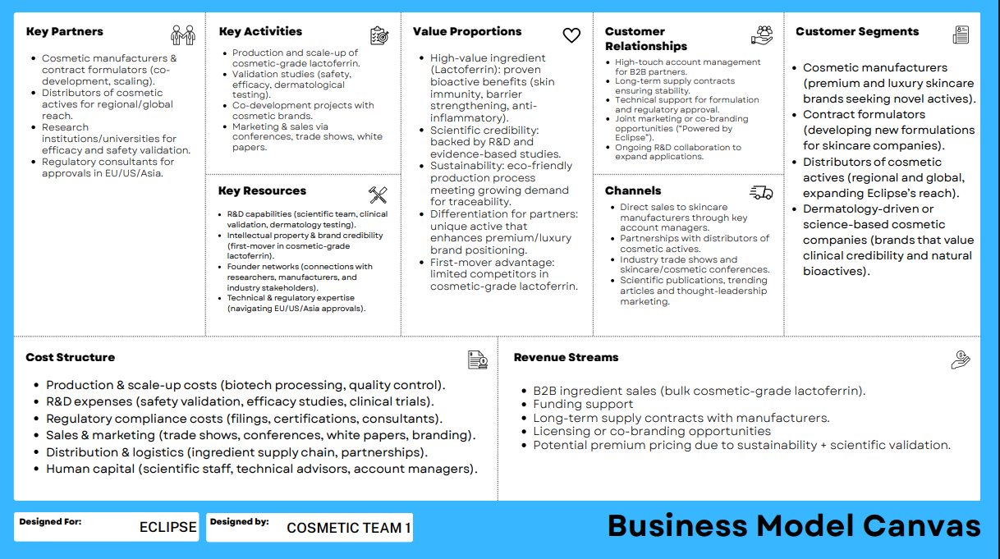 Key Partners
Cosmetic manufacturers &
contract formulators (co-
development, scaling).
Distributors of cosmetic
actives for regional/global
reach.
Research
institutions/universities for
efficacy and safety validation.
Regulatory consultants for
approvals in EU/US/Asia.
Key Activities
Production and scale-up of
cosmetic-grade lactoferrin.
Validation studies (safety,
efficacy, dermatological
testing).
Co-development projects with
cosmetic brands.
Marketing & sales via
conferences, trade shows, white
papers.
Key Resources
R&D capabilities (scientific team, clinical
validation, dermatology testing).
Intellectual property & brand credibility
(first-mover in cosmetic-grade
lactoferrin).
Founder networks (connections with
researchers, manufacturers, and
industry stakeholders).
Technical & regulatory expertise
(navigating EU/US/Asia approvals).
Value Proportions
High-value ingredient
(Lactoferrin): proven
bioactive benefits (skin
immunity, barrier
strengthening, anti-
inflammatory).
Scientific credibility:
backed by R&D and
evidence-based studies.
Sustainability: eco-friendly
production process
meeting growing demand
for traceability.
Differentiation for partners:
unique active that
enhances premium/luxury
brand positioning.
First-mover advantage:
limited competitors in
cosmetic-grade lactoferrin.
Customer
Relationships
High-touch account management
for B2B partners.
Long-term supply contracts
ensuring stability.
Technical support for formulation
and regulatory approval.
Joint marketing or co-branding
opportunities (“Powered by
Eclipse”).
Ongoing R&D collaboration to
expand applications.
Channels
Direct sales to skincare
manufacturers through key
account managers.
Partnerships with distributors of
cosmetic actives.
Industry trade shows and
skincare/cosmetic conferences.
Scientific publications, trending
articles and thought-leadership
marketing.
Customer Segments
Cosmetic manufacturers
(premium and luxury skincare
brands seeking novel actives).
Contract formulators
(developing new formulations
for skincare companies).
Distributors of cosmetic
actives (regional and global,
expanding Eclipse’s reach).
Dermatology-driven or
science-based cosmetic
companies (brands that value
clinical credibility and natural
bioactives).
Cost Structure
Production & scale-up costs (biotech processing, quality control).
R&D expenses (safety validation, efficacy studies, clinical trials).
Regulatory compliance costs (filings, certifications, consultants).
Sales & marketing (trade shows, conferences, white papers, branding).
Distribution & logistics (ingredient supply chain, partnerships).
Human capital (scientific staff, technical advisors, account managers).
Revenue Streams
B2B ingredient sales (bulk cosmetic-grade lactoferrin).
Funding support
Long-term supply contracts with manufacturers.
Licensing or co-branding opportunities
Potential premium pricing due to sustainability + scientific validation.
Designed For: ECLIPSE
Designed by: COSMETIC TEAM 1
Business Model Canvas